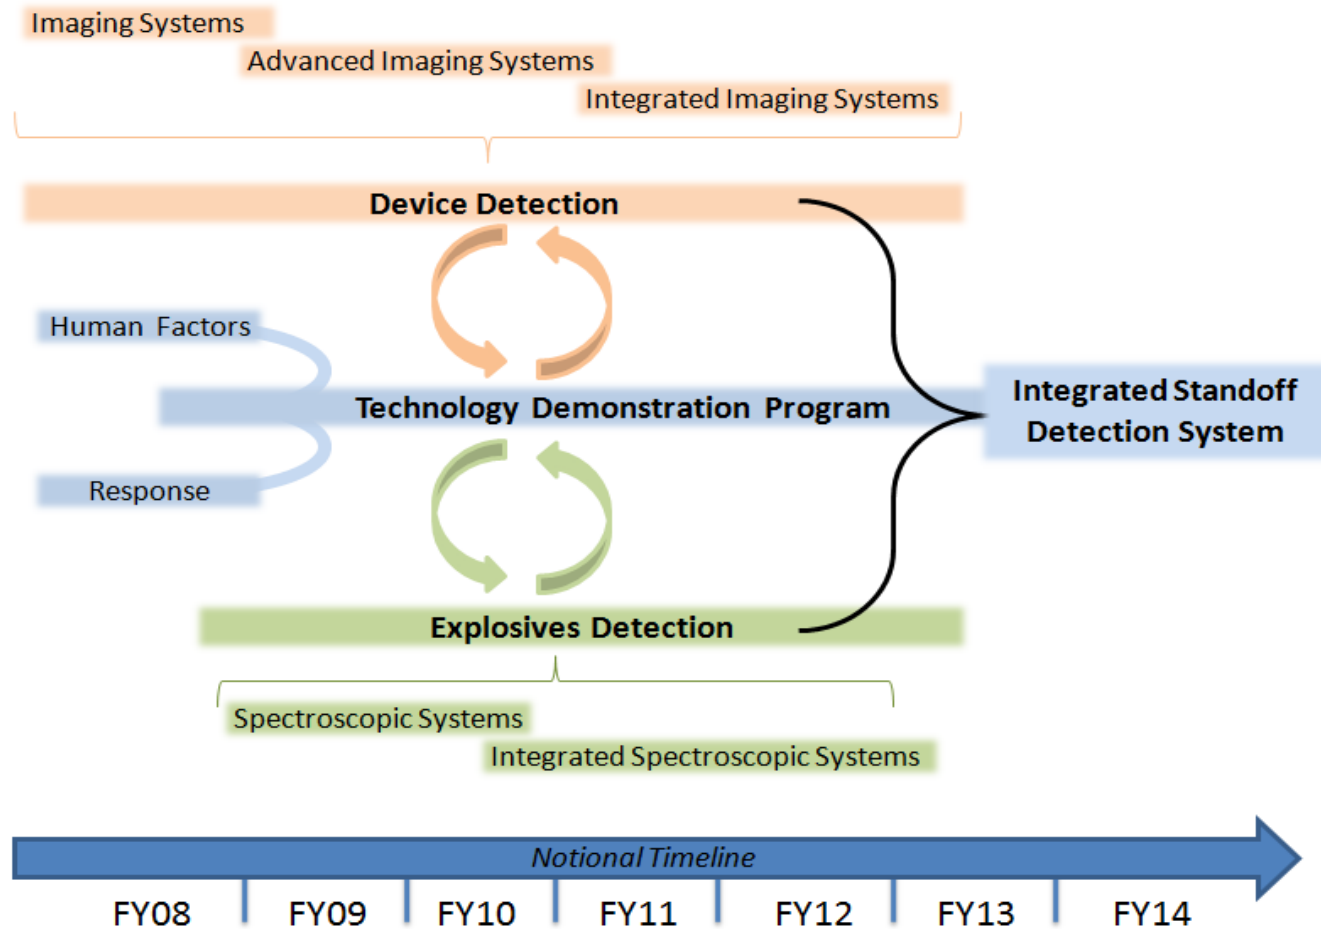 Imaging Systems
Advanced Imaging Systems
Integrated Imaging Systems
Device Detection
Human Factors
Technology Demonstration Program
Integrated Standoff
Detection System
Response
Explosives Detection
Spectroscopic Systems
Integrated Spectroscopic Systems
Notional Timeline
FY08 FY09 FY10 FY11 FY12 FY13 FY14